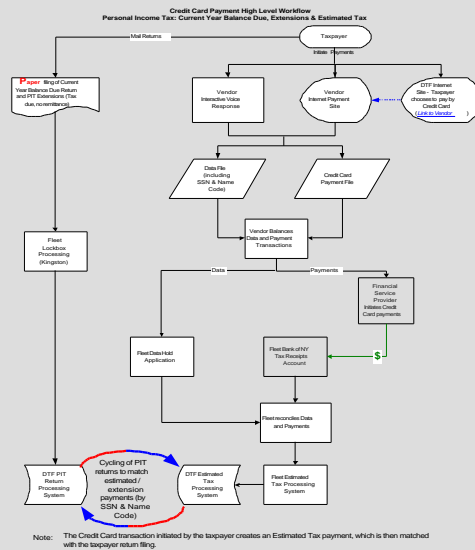 Credit Card Payment High Level Workflow
Personal Income Tax: Current Year Balance Due, Extensions & Estimated Tax
Mail Returns
Taxpayer
Initiate Payments
Paper filing of Current
Year Balance Due Return
and PIT Extensions (Tax
due, no remittance)
Vendor
Interactive Voice
Response
Vendor
Internet Payment
Site
DTF Internet
Site - Taxpayer
chooses to pay by
Credit Card
(Link to Vendor)
Data File
(including
SSN & Name
Code)
Credit Card
Payment File
Fleet
Lockbox
Processing
(Kingston)
Vendor Balances
Data and Payment
Transactions
Data
Payments
Financial
Service
Provider
Initiates Credit
Card payments
Fleet Data Hold
Application
Fleet Bank of NY
Tax Receipts
Account
$
Fleet reconciles Data
and Payments
DTF PIT
Return
Processing
System
Cycling of PIT
returns to match
estimated /
extension
payments (by
SSN & Name
Code)
DTF Estimated
Tax
Processing
System
Fleet Estimated
Tax Processing
System
Note: The Credit Card transaction initiated by the taxpayer creates an Estimated Tax payment, which is then matched
with the taxpayer return filing.